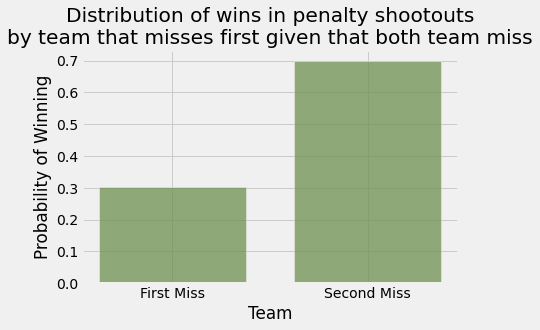 Distribution of wins in penalty shootouts
by team that misses first given that both team miss
Probability of Winning
0.7
0.6
0.5
0.4
0.3
0.2
0.1
0.0
First Miss
Second Miss
Team